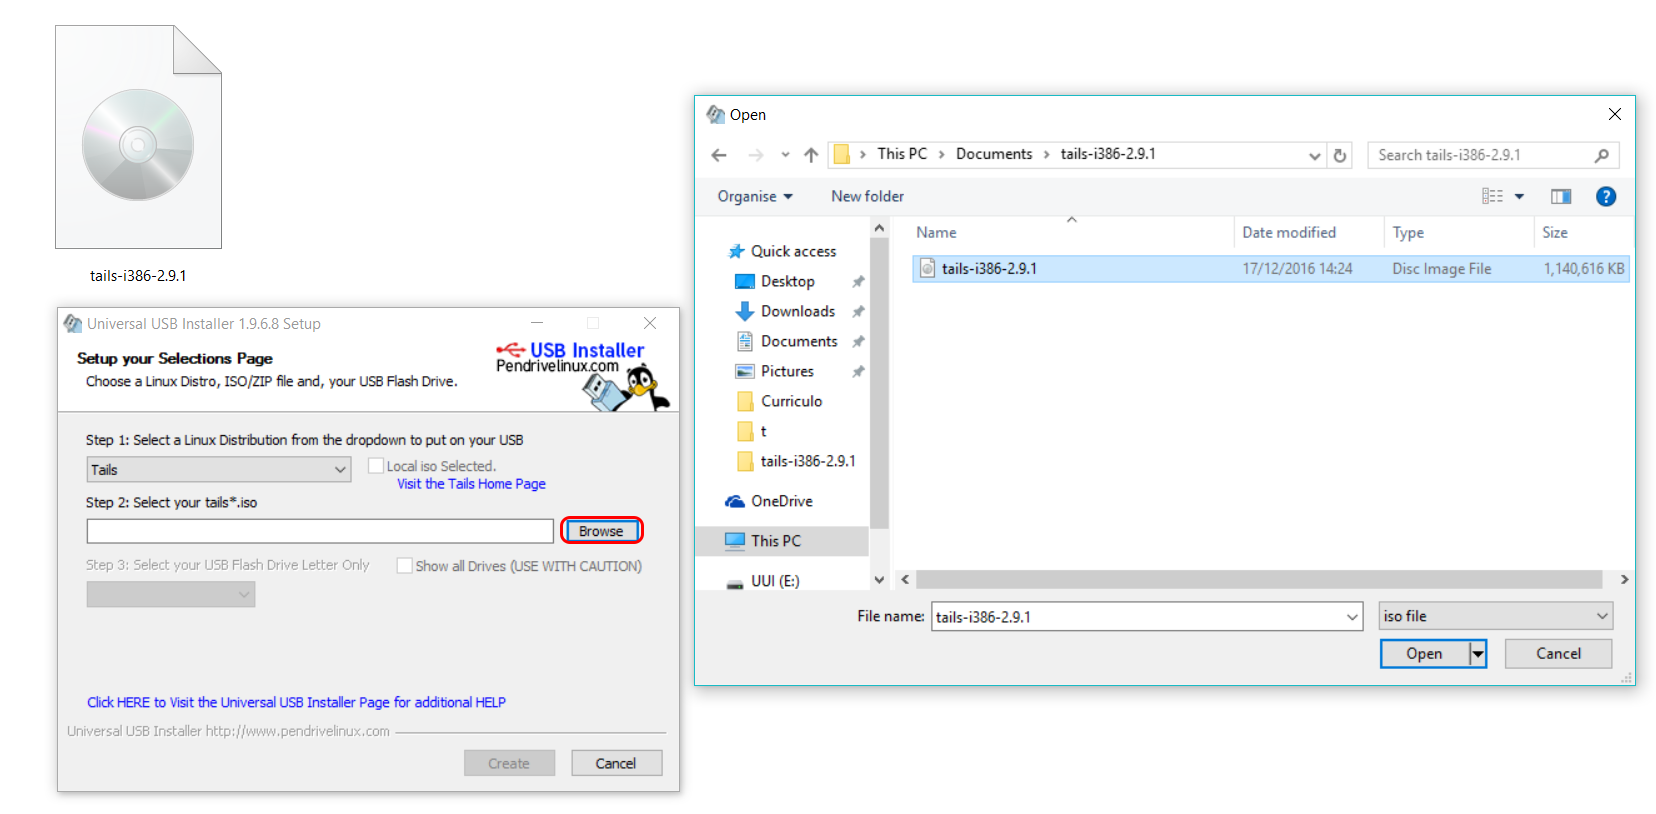 tails-i386-2.9.1
Universal USB Installer 1.9.6.8 Setup
Setup your Selections Page
Choose a Linux Distro, ISO/ZIP file and, your USB Flash Drive.
USB Installer
Pendrivelinux.com
Step 1: Select a Linux Distribution from the dropdown to put on your USB
Tails
Local iso Selected.
Visit the Tails Home Page
Step 2: Select your tails*.iso
Browse
Step 3: Select your USB Flash Drive Letter Only
Show all Drives (USE WITH CAUTION)
Click HERE to Visit the Universal USB Installer Page for additional HELP
Universal USB Installer http://www.pendrivelinux.com
Create
Cancel
Open
This PC > Documents > tails-i386-2.9.1
Search tails-i386-2.9.1
Organise
New folder
Name
Date modified
Type
Size
tails-i386-2.9.1
17/12/2016 14:24
Disc Image File
1,140,616 KB
Quick access
Desktop
Downloads
Documents
Pictures
Curriculo
t
tails-i386-2.9.1
OneDrive
This PC
UUI (E:)
File name:
tails-i386-2.9.1
iso file
Open
Cancel